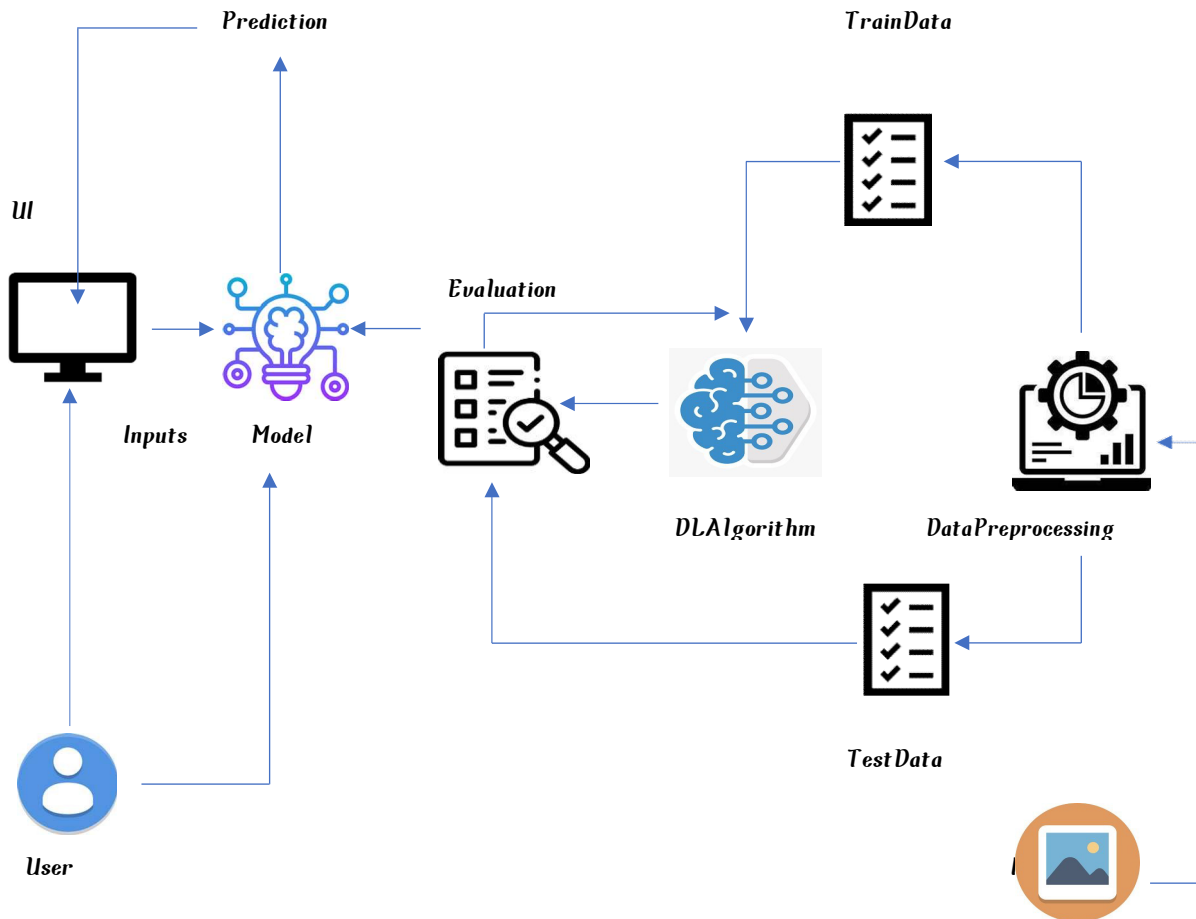 Prediction
TrainData
UI
Evaluation
Inputs
Model
DLAlgorithm
DataPreprocessing
TestData
User